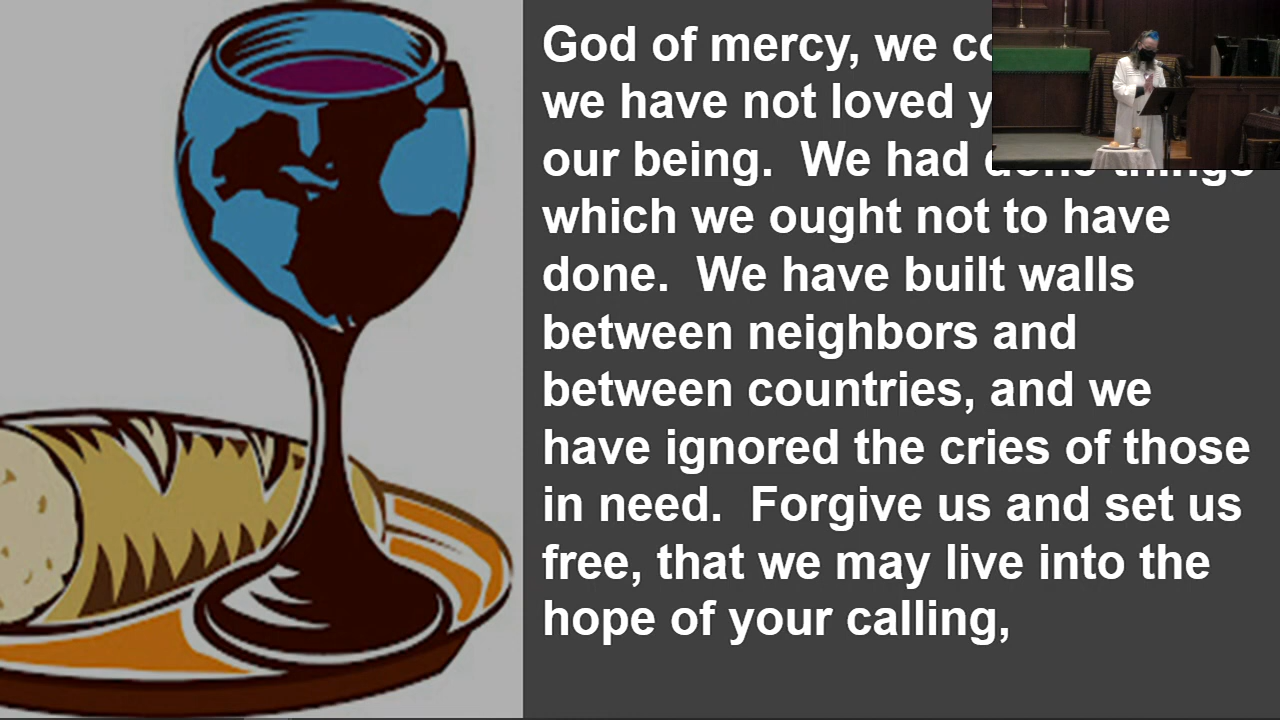 God of mercy, we
we have not loved
our being.  We had done things
which we ought not to have
done.  We have built walls
between neighbors and
between countries, and we
have ignored the cries of those
in need.  Forgive us and set us
free, that we may live into the
hope of your calling,